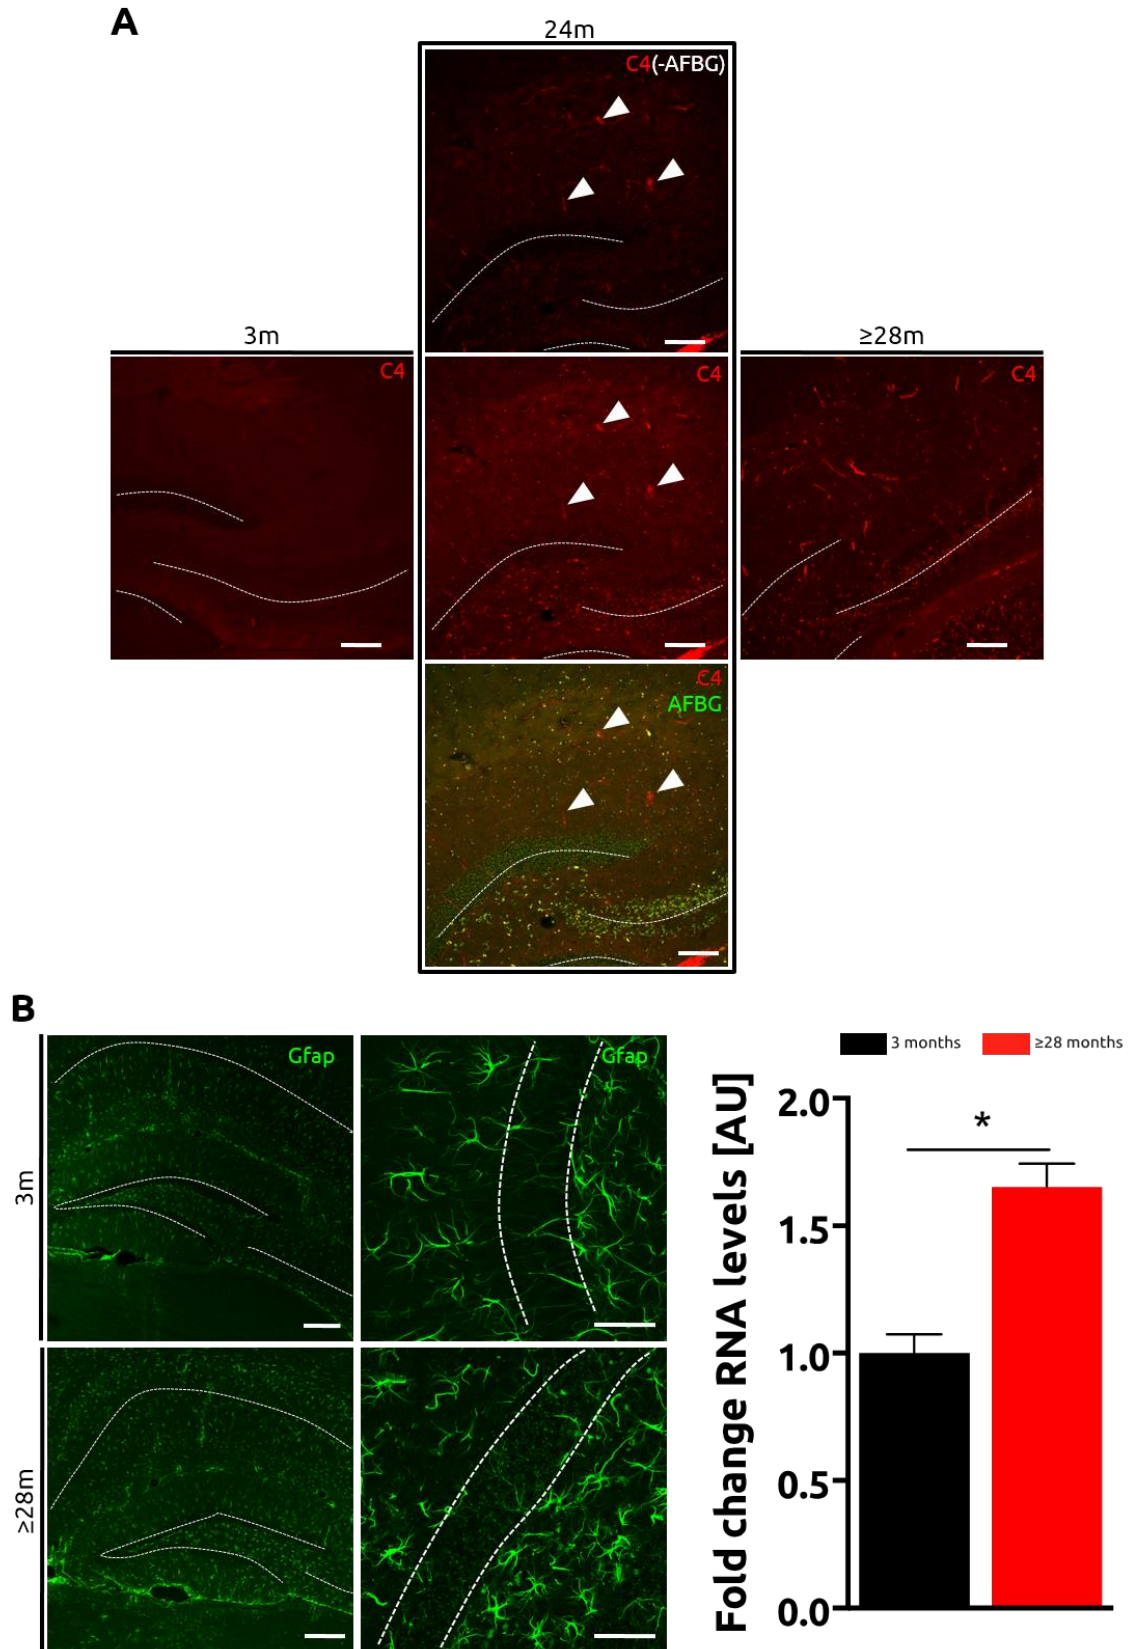 A
24m
C4(-AFBG)
3m
≥28m
C4
C4
C4
C4
AFBG
B
3m
Gfap
Gfap
≥28m
3 months
≥28 months
Fold change RNA levels [AU]
2.0
1.5
1.0
0.5
0.0
*